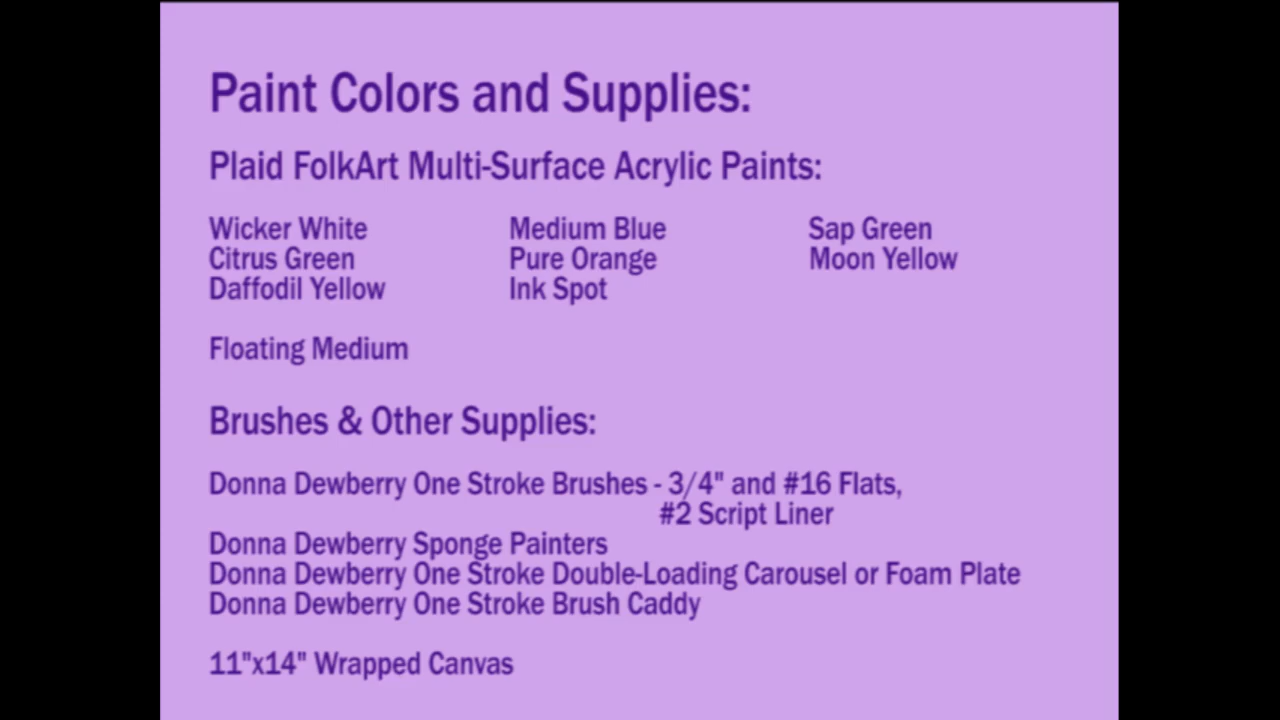 Paint Colors and Supplies:
Plaid FolkArt Multi-Surface Acrylic Paints:
Wicker White Medium Blue Sap Green
Citrus Green Pure Orange Moon Yellow
Daffodil Yellow Ink Spot
Floating Medium
Brushes & Other Supplies:
Donna Dewberry One Stroke Brushes - 3/4" and #16 Flats,
#2 Script Liner
Donna Dewberry Sponge Painters
Donna Dewberry One Stroke Double-Loading Carousel or Foam Plate
Donna Dewberry One Stroke Brush Caddy
11"x14" Wrapped Canvas